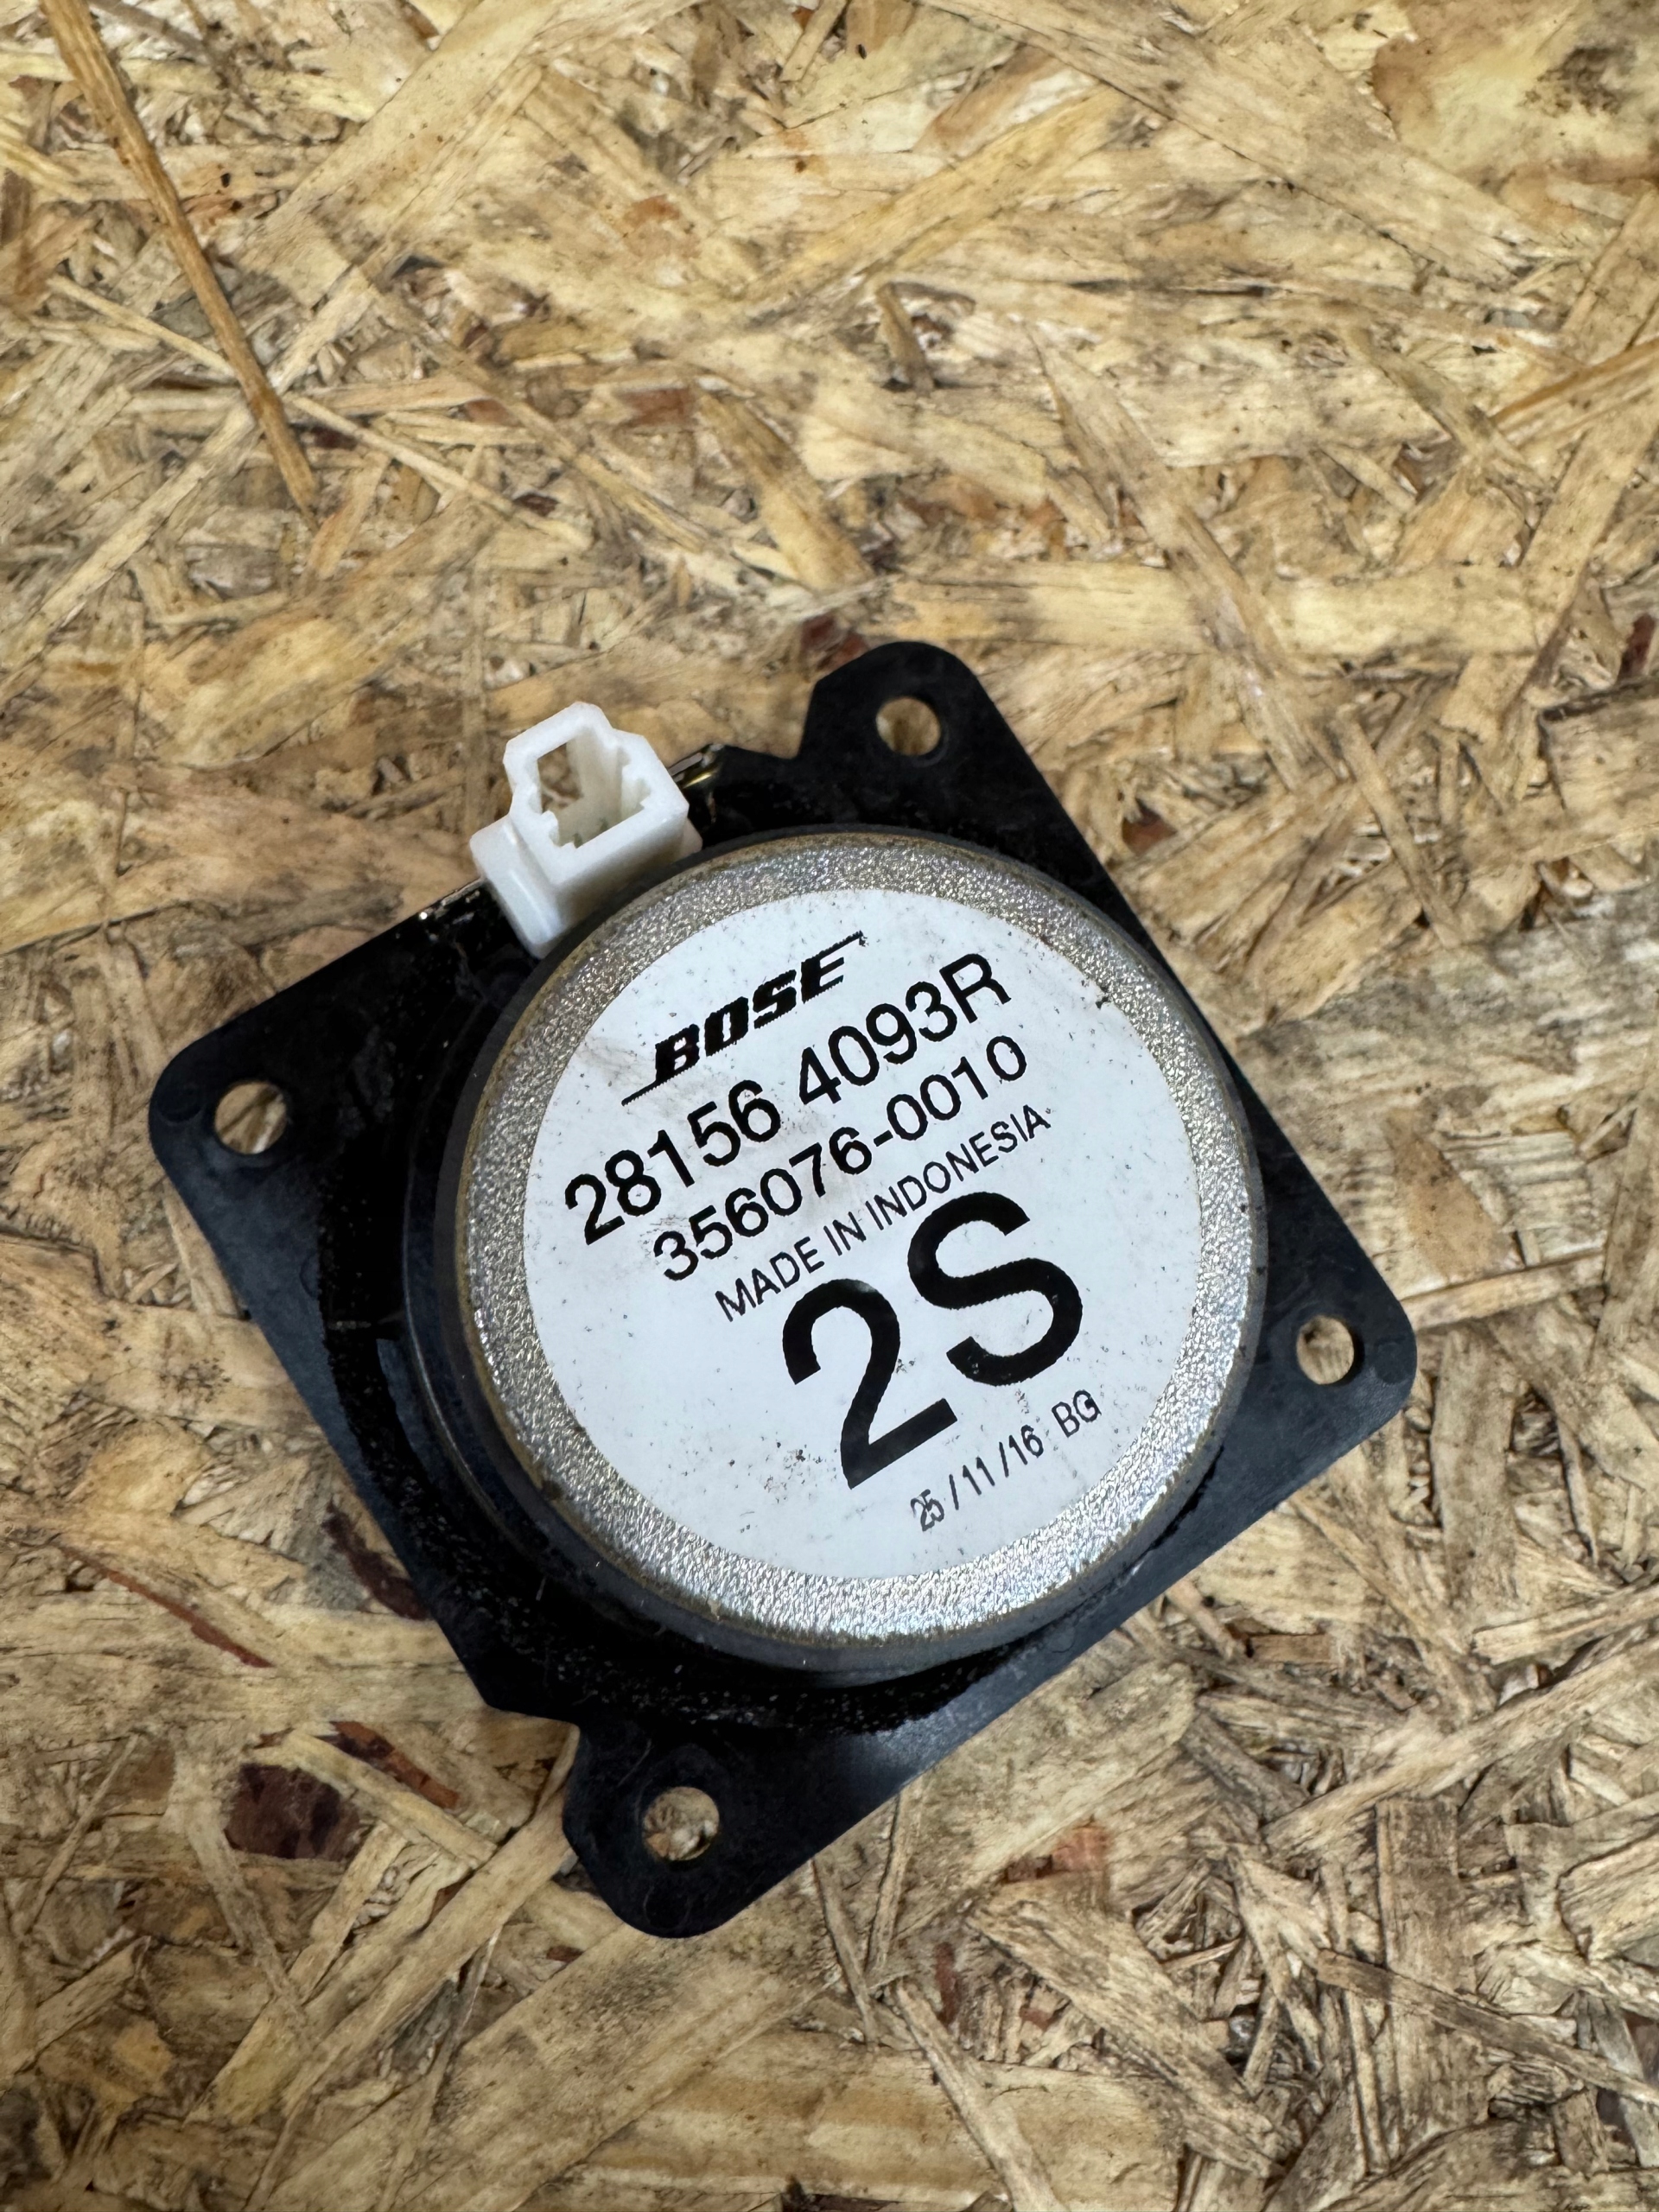 BOSE
28156 4093R
356076-0010
MADE IN INDONESIA
2S
25/11/16 BG